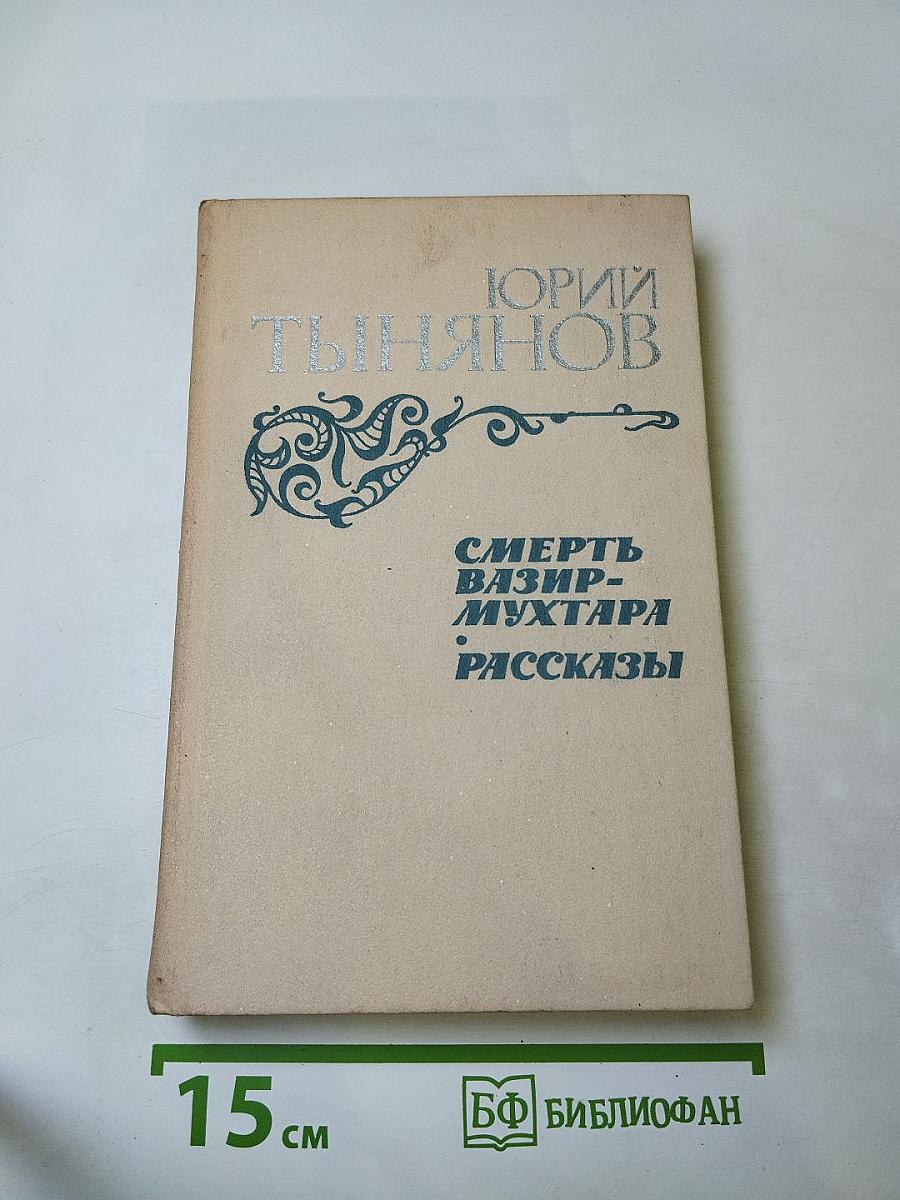 ЮРИЙ
ТЫНЯНОВ
СМЕРТЬ
ВАЗИР-
МУХТАРА
·
РАССКАЗЫ
15 см
БФ БИБЛИОФАН